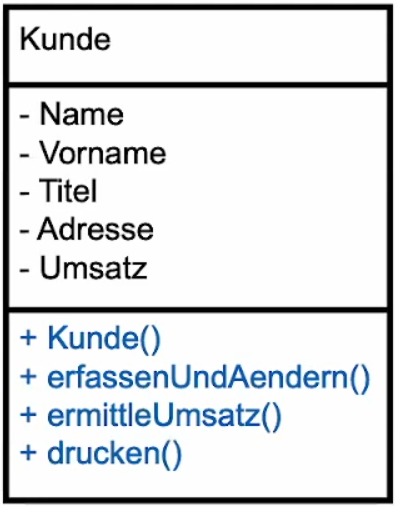 Kunde
- Name
- Vorname
- Titel
- Adresse
- Umsatz
+ Kunde()
+ erfassenUndAendern()
+ ermittleUmsatz()
+ drucken()